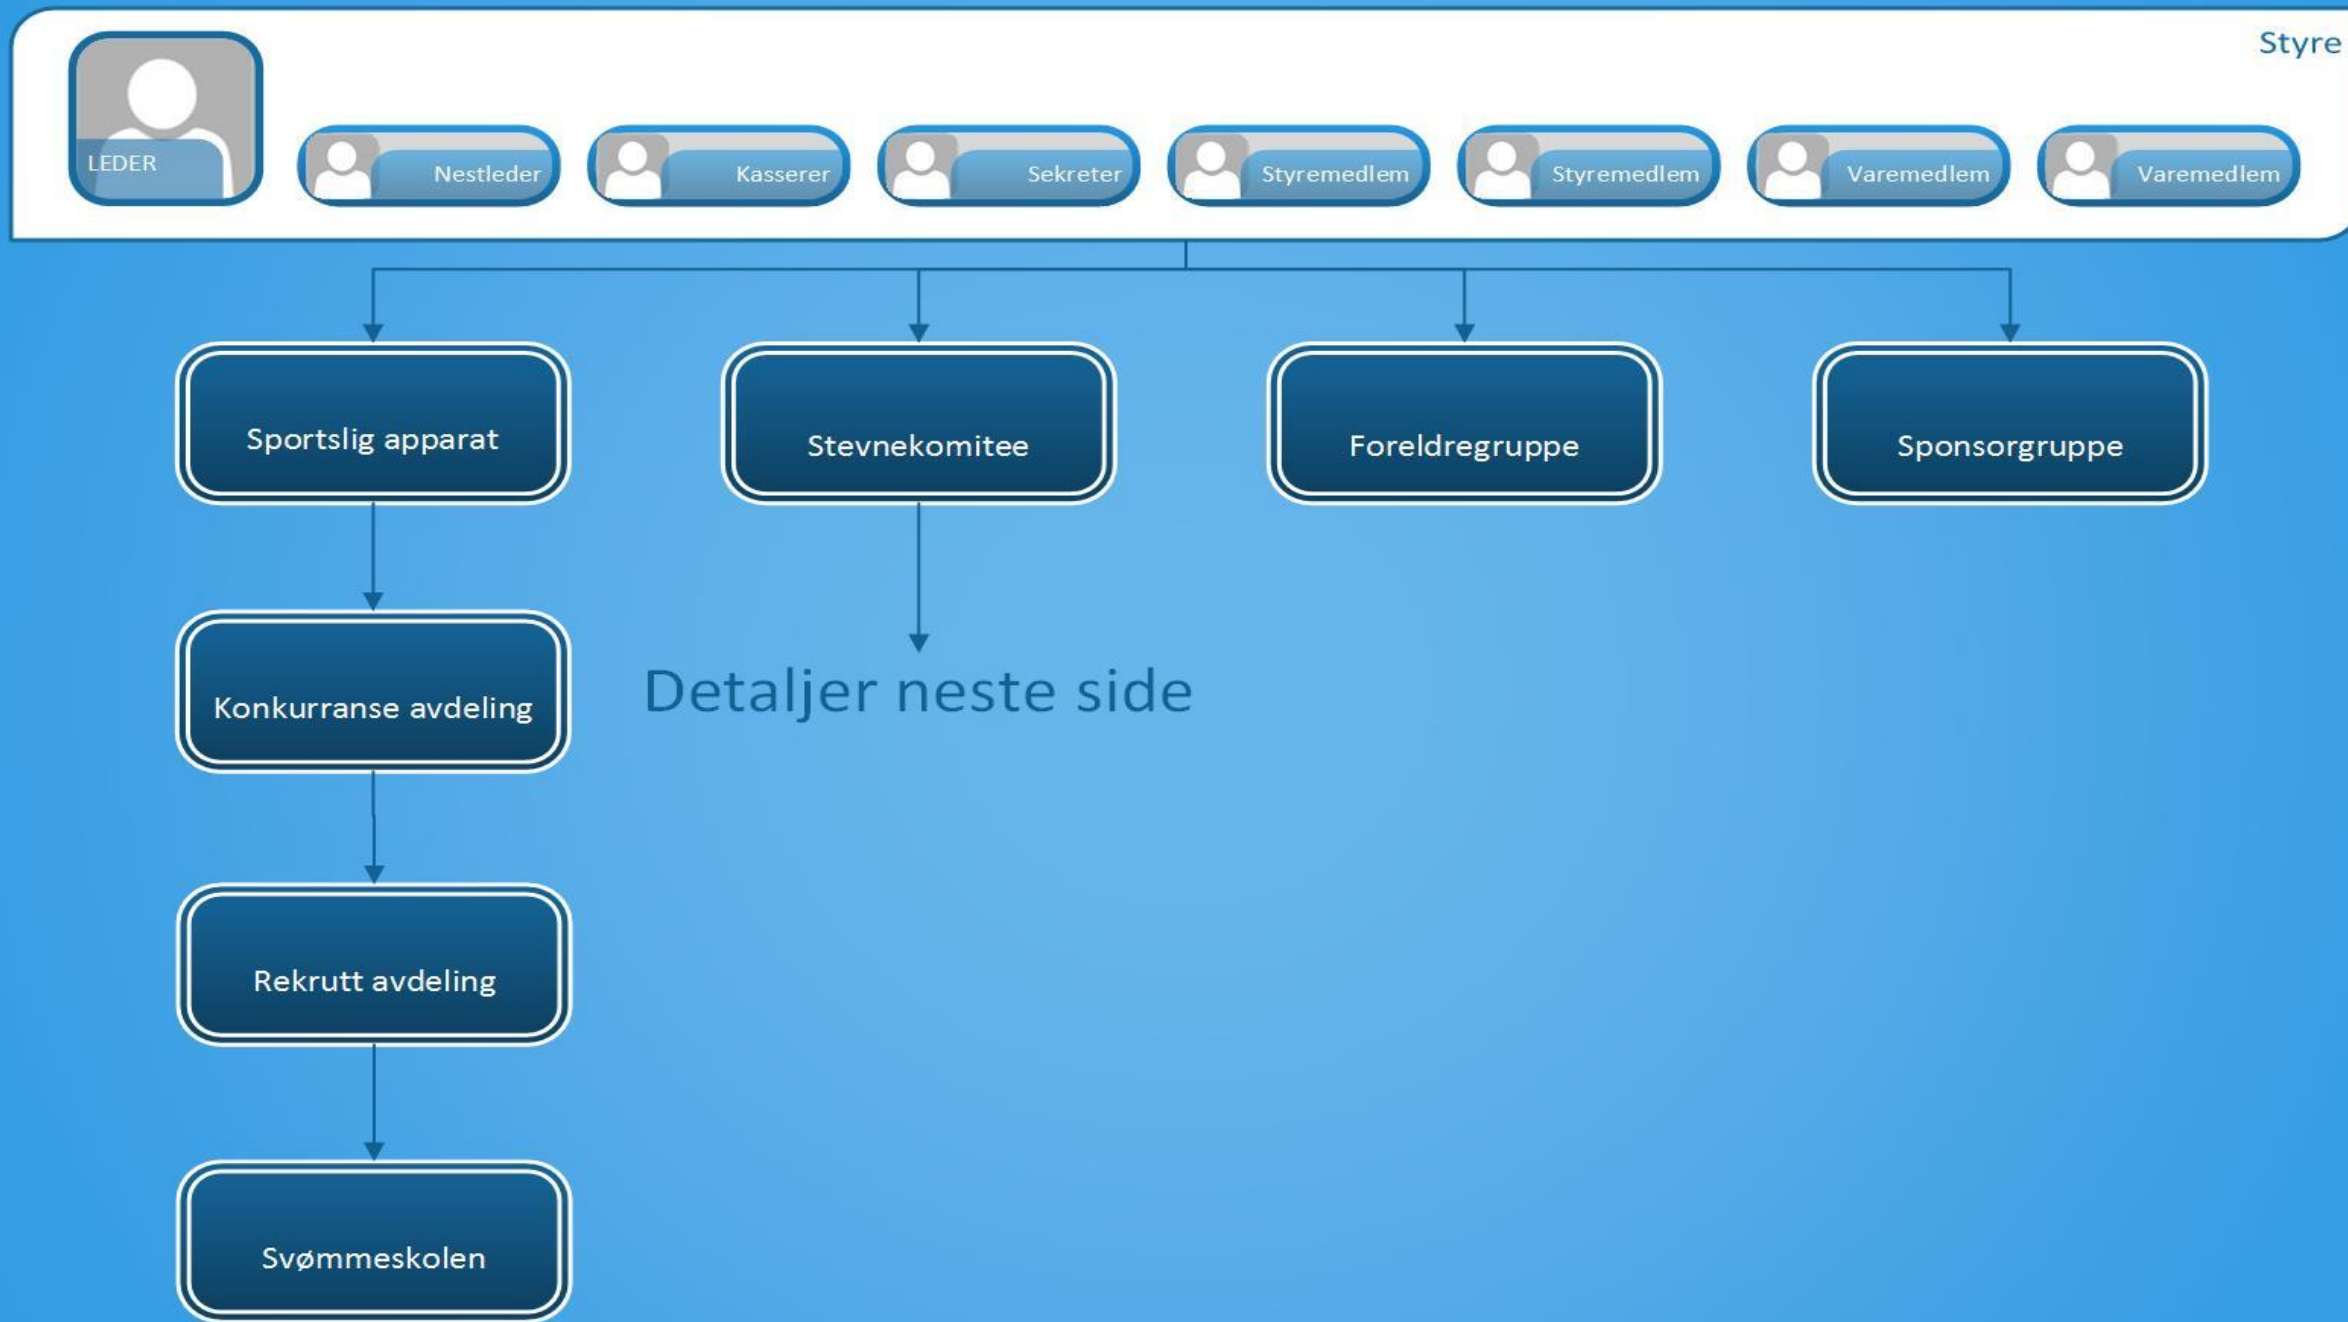 Styre
LEDER
Nestleder
Kasserer
Sekreter
Styremedlem
Styremedlem
Varemedlem
Varemedlem
Sportslig apparat
Stevnekomitee
Foreldregruppe
Sponsorgruppe
Konkurranse avdeling
Detaljer neste side
Rekrutt avdeling
Svømmeskolen